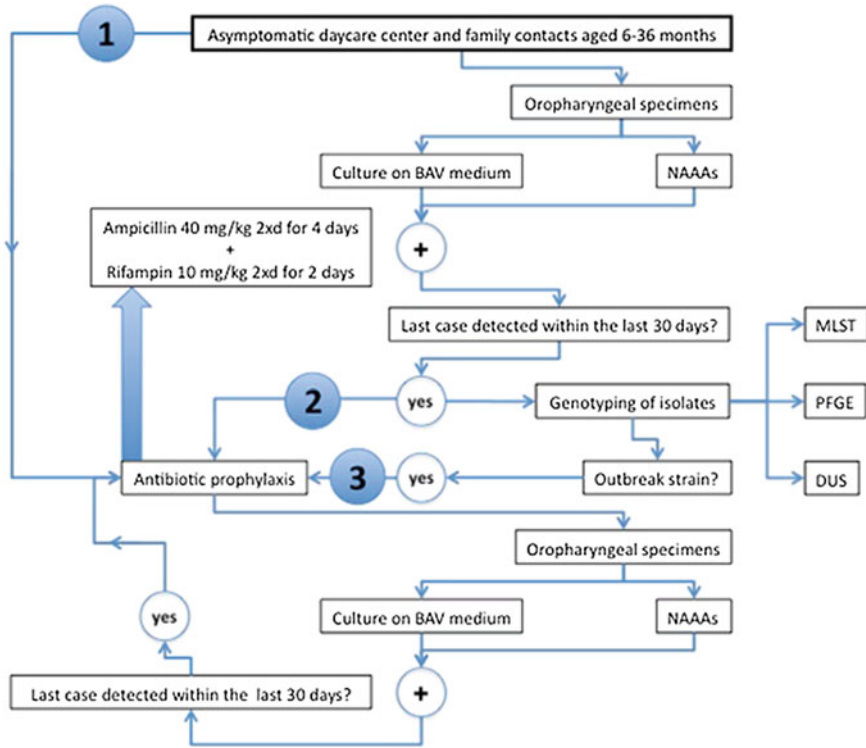 1
Asymptomatic daycare center and family contacts aged 6-36 months
Oropharyngeal specimens
Culture on BAV medium
NAAAs
Ampicillin 40 mg/kg 2xd for 4 days
+
Rifampin 10 mg/kg 2xd for 2 days
+
Last case detected within the last 30 days?
MLST
2
yes
Genotyping of isolates
PFGE
Antibiotic prophylaxis
3
yes
Outbreak strain?
DUS
Oropharyngeal specimens
yes
Culture on BAV medium
NAAAs
Last case detected within the last 30 days?
+